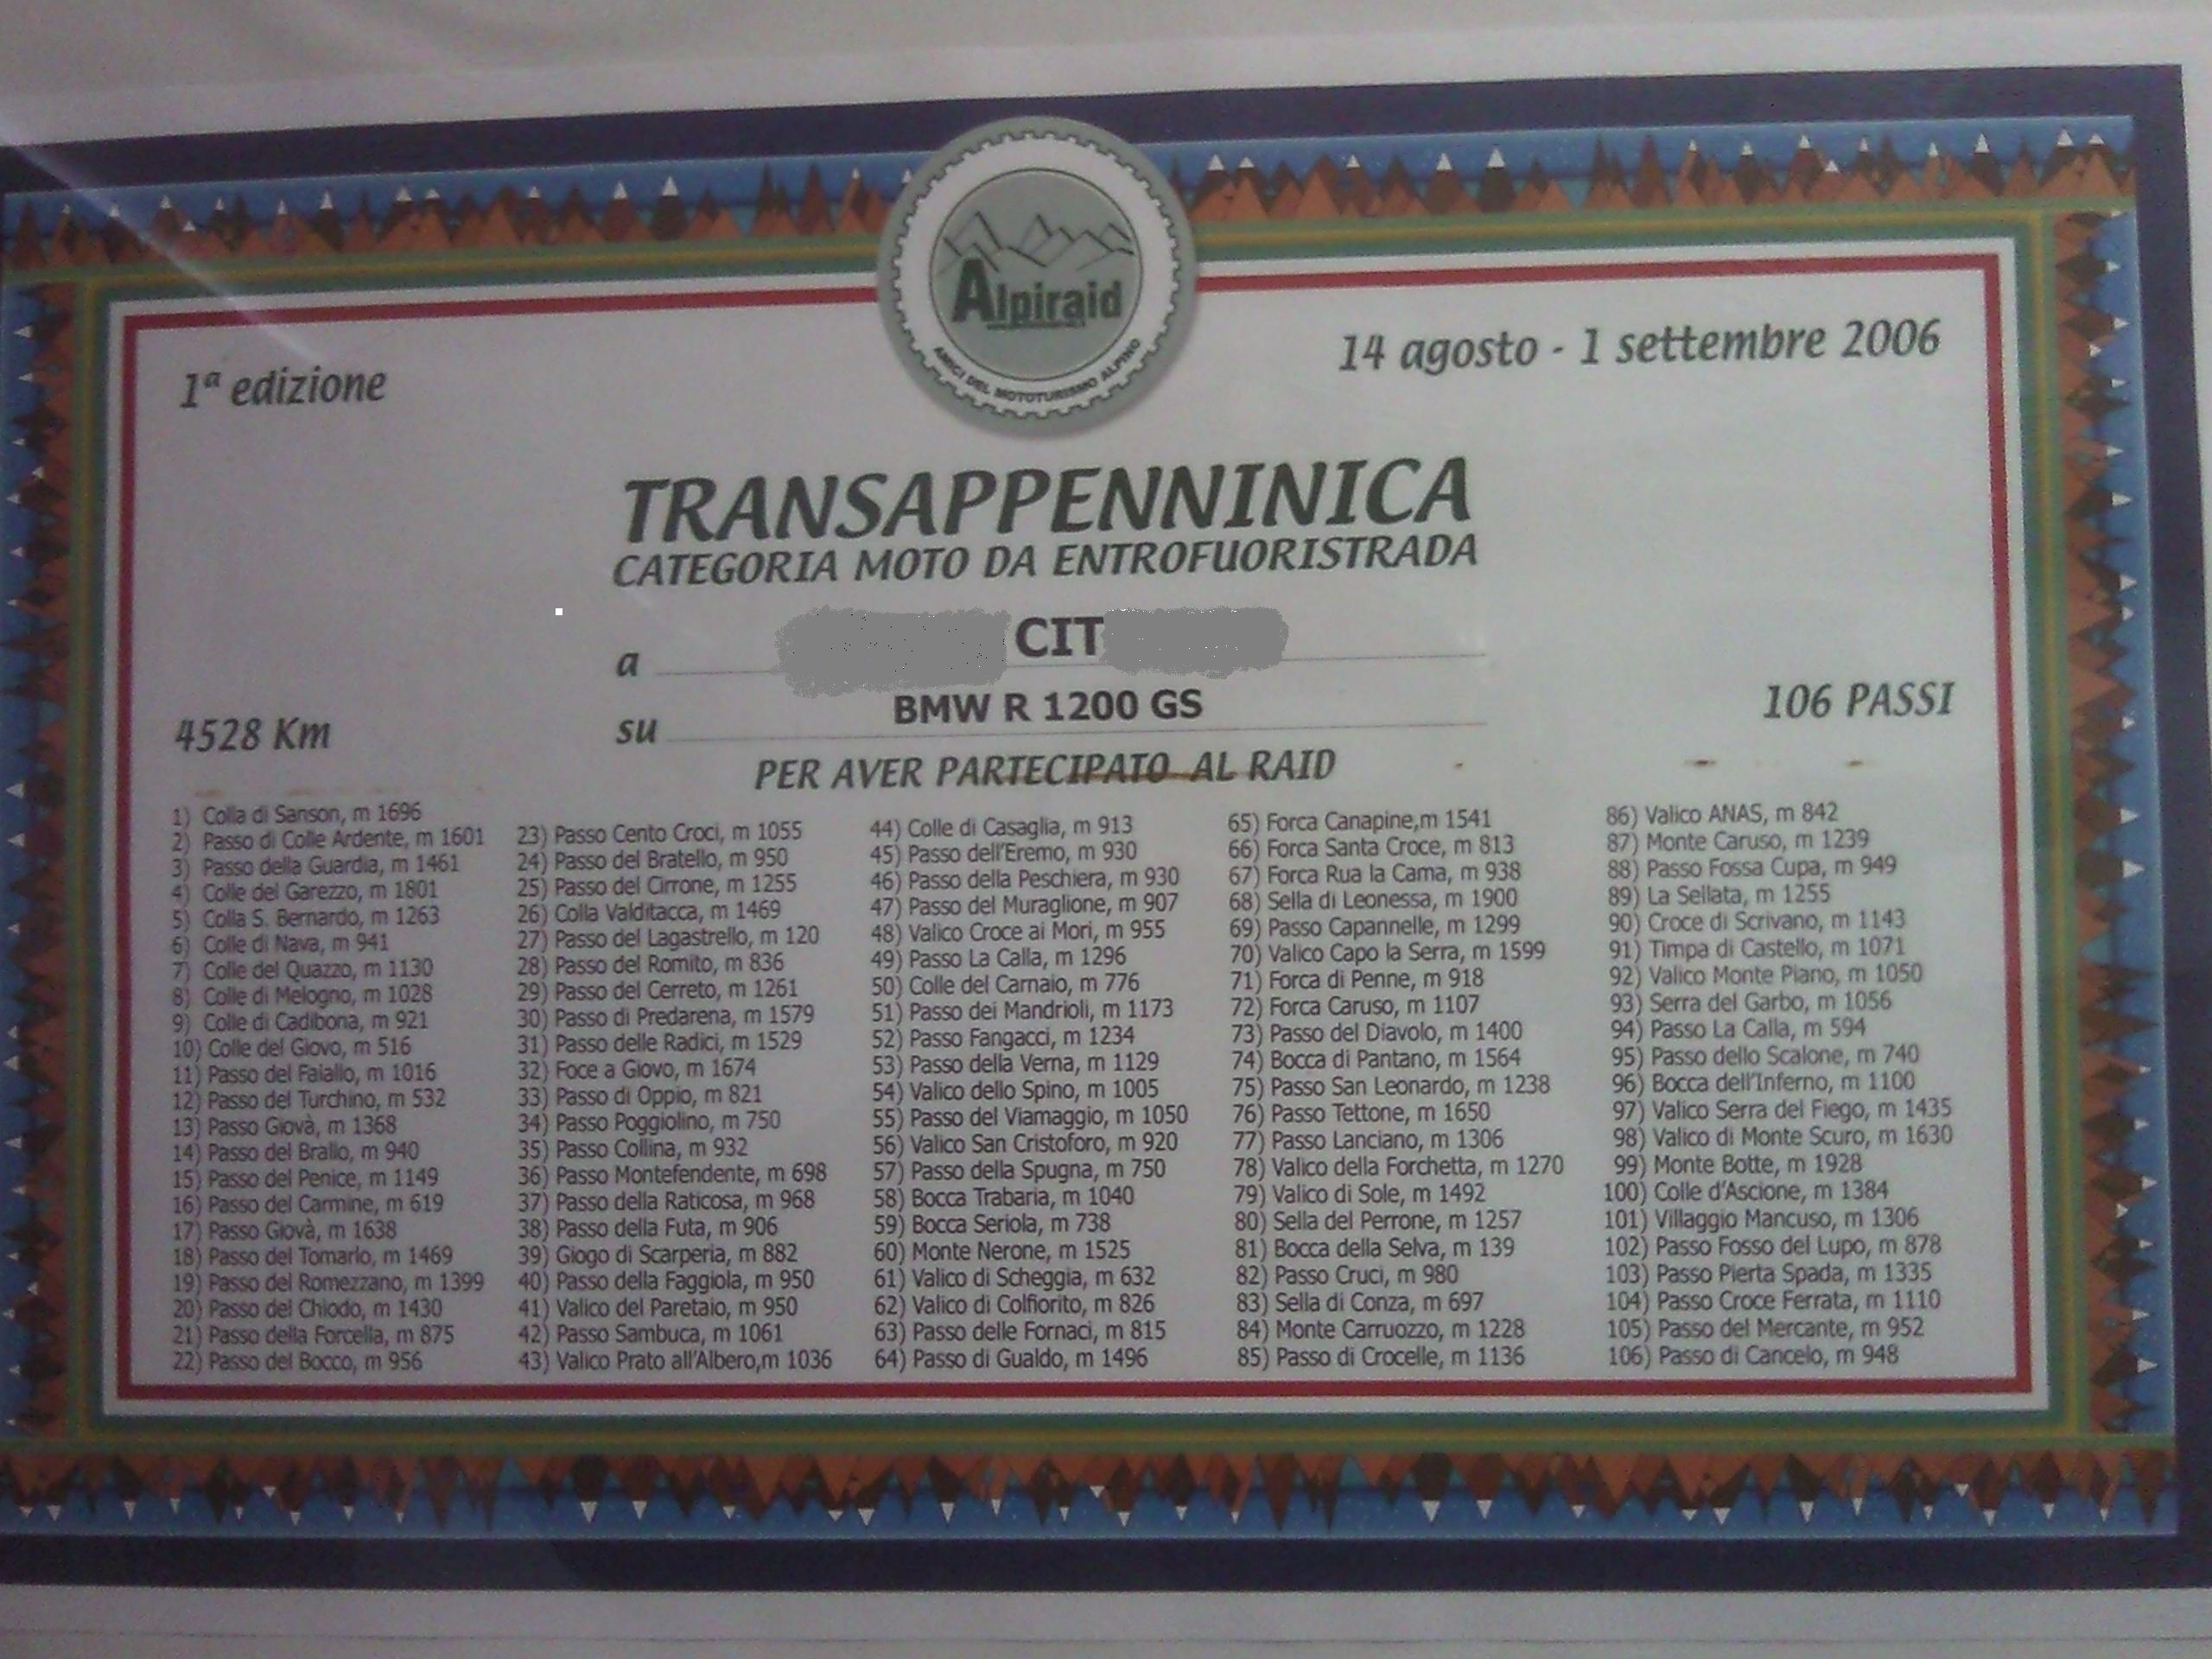 Alpiraid
AMICI DEL MOTOTURISMO ALPINO
1ª edizione
14 agosto - 1 settembre 2006
TRANSAPPENNINICA
CATEGORIA MOTO DA ENTROFUORISTRADA
a CIT
su BMW R 1200 GS
4528 Km
106 PASSI
PER AVER PARTECIPATO AL RAID
1) Colla di Sanson, m 1696
2) Passo di Colle Ardente, m 1601
3) Passo della Guardia, m 1461
4) Colle del Garezzo, m 1801
5) Colla S. Bernardo, m 1263
6) Colle di Nava, m 941
7) Colle del Quazzo, m 1130
8) Colle di Melogno, m 1028
9) Colle di Cadibona, m 921
10) Colle del Giovo, m 516
11) Passo del Faiallo, m 1016
12) Passo del Turchino, m 532
13) Passo Giovà, m 1368
14) Passo del Brallo, m 940
15) Passo del Penice, m 1149
16) Passo del Carmine, m 619
17) Passo Giovà, m 1638
18) Passo del Tomarlo, m 1469
19) Passo del Romezzano, m 1399
20) Passo del Chiodo, m 1430
21) Passo della Forcella, m 875
22) Passo del Bocco, m 956
23) Passo Cento Croci, m 1055
24) Passo del Bratello, m 950
25) Passo del Cirrone, m 1255
26) Colla Valditacca, m 1469
27) Passo del Lagastrello, m 120
28) Passo del Romito, m 836
29) Passo del Cerreto, m 1261
30) Passo di Predarena, m 1579
31) Passo delle Radici, m 1529
32) Foce a Giovo, m 1674
33) Passo di Oppio, m 821
34) Passo Poggiolino, m 750
35) Passo Collina, m 932
36) Passo Montefendente, m 698
37) Passo della Raticosa, m 968
38) Passo della Futa, m 906
39) Giogo di Scarperia, m 882
40) Passo della Faggiola, m 950
41) Valico del Paretaio, m 950
42) Passo Sambuca, m 1061
43) Valico Prato all'Albero,m 1036
44) Colle di Casaglia, m 913
45) Passo dell'Eremo, m 930
46) Passo della Peschiera, m 930
47) Passo del Muraglione, m 907
48) Valico Croce ai Mori, m 955
49) Passo La Calla, m 1296
50) Colle del Carnaio, m 776
51) Passo dei Mandrioli, m 1173
52) Passo Fangacci, m 1234
53) Passo della Verna, m 1129
54) Valico dello Spino, m 1005
55) Passo del Viamaggio, m 1050
56) Valico San Cristoforo, m 920
57) Passo della Spugna, m 750
58) Bocca Trabaria, m 1040
59) Bocca Seriola, m 738
60) Monte Nerone, m 1525
61) Valico di Scheggia, m 632
62) Valico di Colfiorito, m 826
63) Passo delle Fornaci, m 815
64) Passo di Gualdo, m 1496
65) Forca Canapine,m 1541
66) Forca Santa Croce, m 813
67) Forca Rua la Cama, m 938
68) Sella di Leonessa, m 1900
69) Passo Capannelle, m 1299
70) Valico Capo la Serra, m 1599
71) Forca di Penne, m 918
72) Forca Caruso, m 1107
73) Passo del Diavolo, m 1400
74) Bocca di Pantano, m 1564
75) Passo San Leonardo, m 1238
76) Passo Tettone, m 1650
77) Passo Lanciano, m 1306
78) Valico della Forchetta, m 1270
79) Valico di Sole, m 1492
80) Sella del Perrone, m 1257
81) Bocca della Selva, m 139
82) Passo Cruci, m 980
83) Sella di Conza, m 697
84) Monte Carruozzo, m 1228
85) Passo di Crocelle, m 1136
86) Valico ANAS, m 842
87) Monte Caruso, m 1239
88) Passo Fossa Cupa, m 949
89) La Sellata, m 1255
90) Croce di Scrivano, m 1143
91) Timpa di Castello, m 1071
92) Valico Monte Piano, m 1050
93) Serra del Garbo, m 1056
94) Passo La Calla, m 594
95) Passo dello Scalone, m 740
96) Bocca dell'Inferno, m 1100
97) Valico Serra del Fiego, m 1435
98) Valico di Monte Scuro, m 1630
99) Monte Botte, m 1928
100) Colle d'Ascione, m 1384
101) Villaggio Mancuso, m 1306
102) Passo Fosso del Lupo, m 878
103) Passo Pierta Spada, m 1335
104) Passo Croce Ferrata, m 1110
105) Passo del Mercante, m 952
106) Passo di Cancelo, m 948